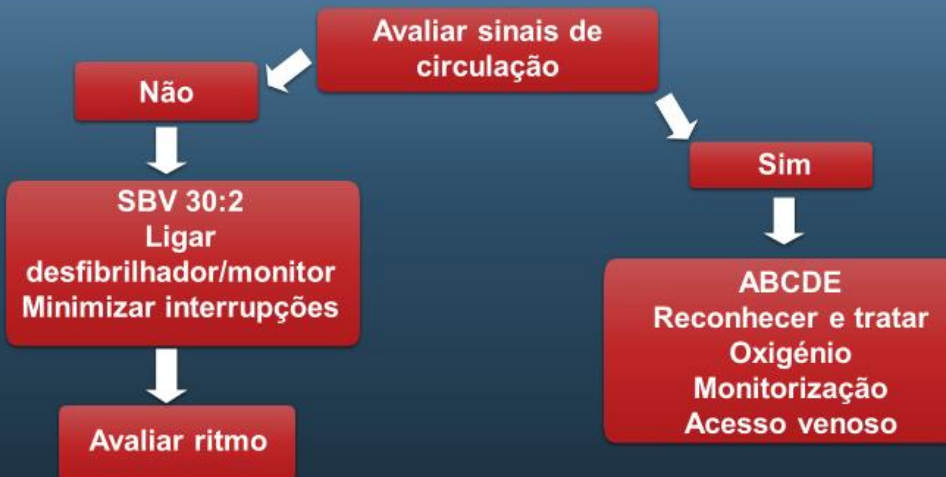 Avaliar sinais de
circulação
Não
Sim
SBV 30:2
Ligar
desfibrilhador/monitor
Minimizar interrupções
ABCDE
Reconhecer e tratar
Oxigénio
Monitorização
Acesso venoso
Avaliar ritmo